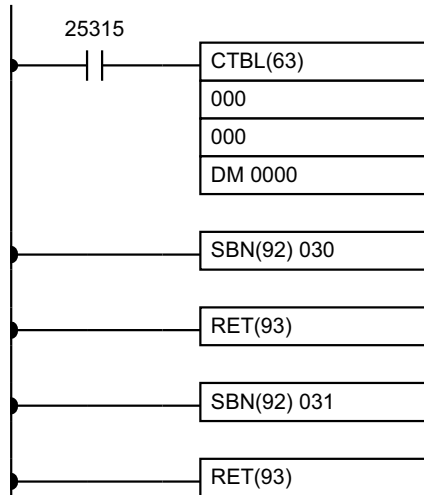 25315
CTBL(63)
000
000
DM 0000
SBN(92) 030
RET(93)
SBN(92) 031
RET(93)